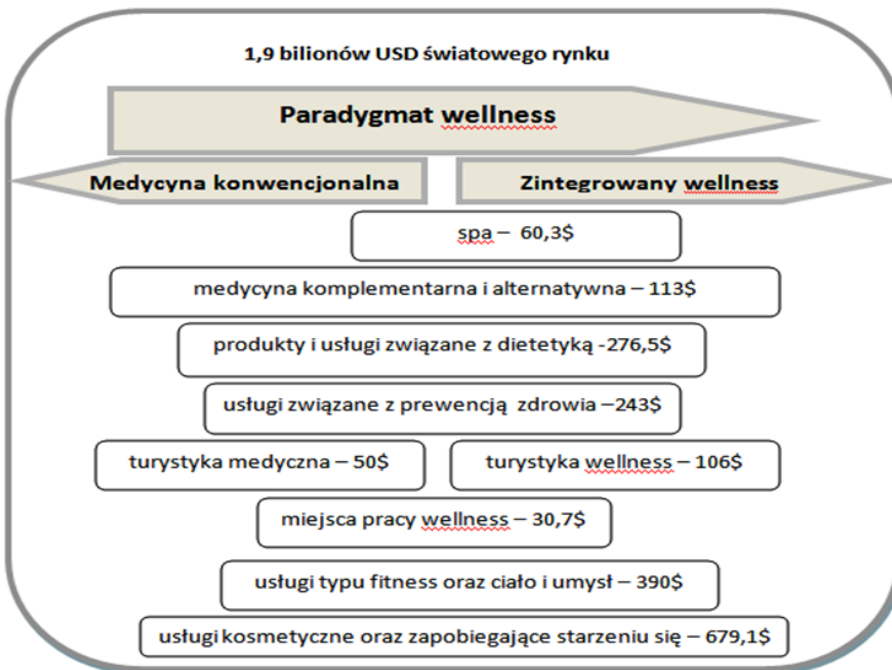 1,9 bilionów USD światowego rynku
Paradygmat wellness
Medycyna konwencjonalna
Zintegrowany wellness
spa – 60,3$
medycyna komplementarna i alternatywna – 113$
produkty i usługi związane z dietetyką -276,5$
usługi związane z prewencją zdrowia –243$
turystyka medyczna – 50$
turystyka wellness – 106$
miejsca pracy wellness – 30,7$
usługi typu fitness oraz ciało i umysł – 390$
usługi kosmetyczne oraz zapobiegające starzeniu się – 679,1$